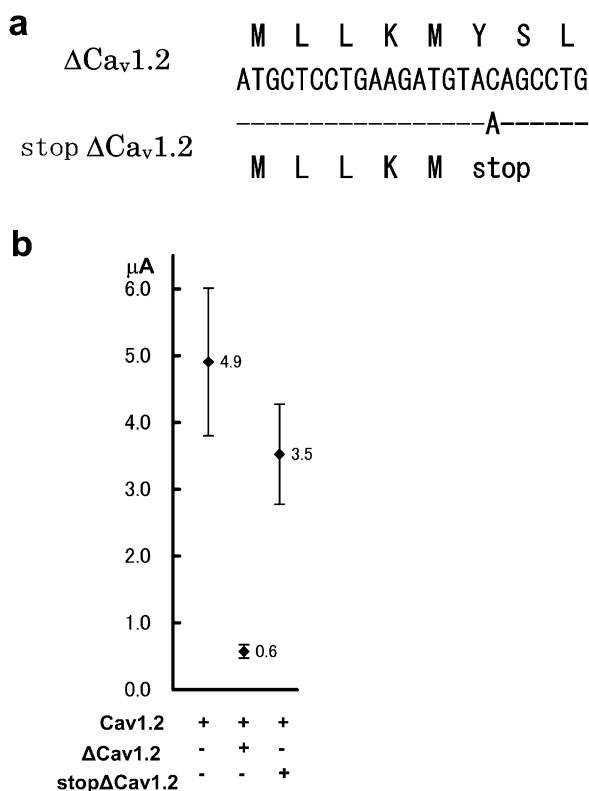 a
M L L K M Y S L
ΔCaᵥ1.2
ATGCTCCTGAAGATGTACAGCCTG
-----------------A------
stop ΔCaᵥ1.2
M L L K M stop
b
μA
6.0
5.0
4.9
4.0
3.5
3.0
2.0
1.0
0.6
0.0
Cav1.2 + + +
ΔCav1.2 - + -
stopΔCav1.2 - - +